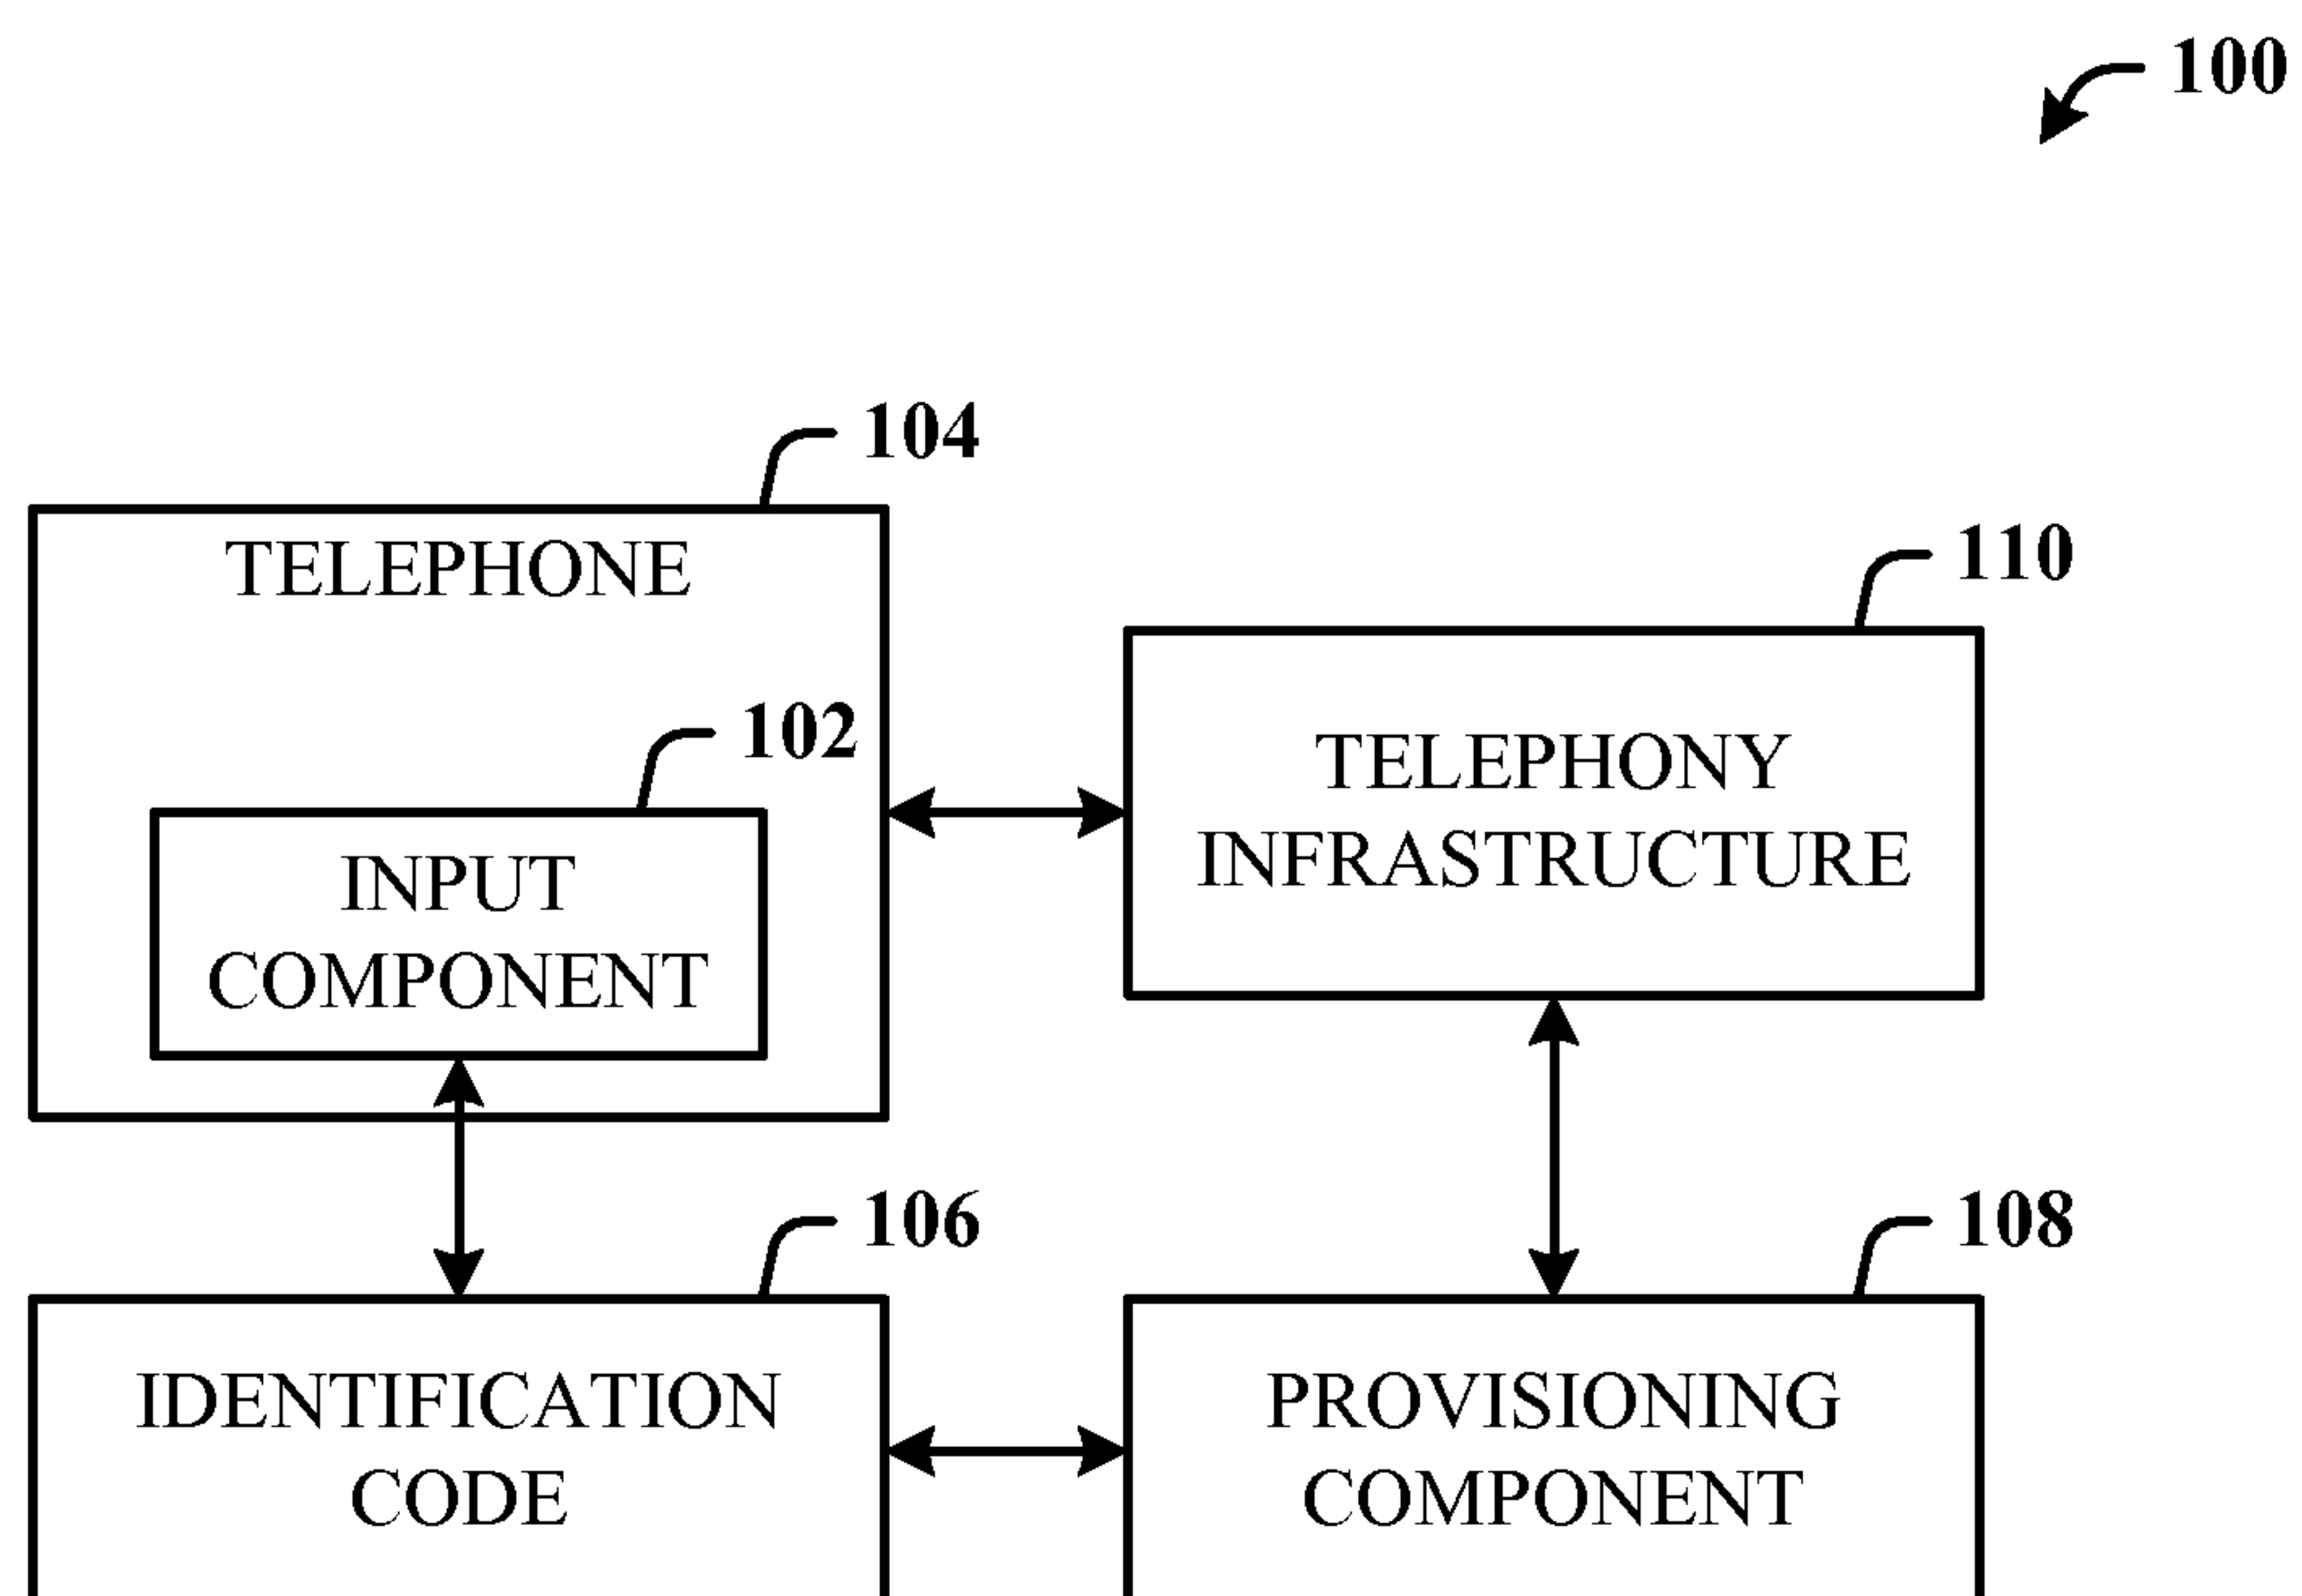 100
104
TELEPHONE
110
102
TELEPHONY
INFRASTRUCTURE
INPUT
COMPONENT
106
108
IDENTIFICATION
CODE
PROVISIONING
COMPONENT